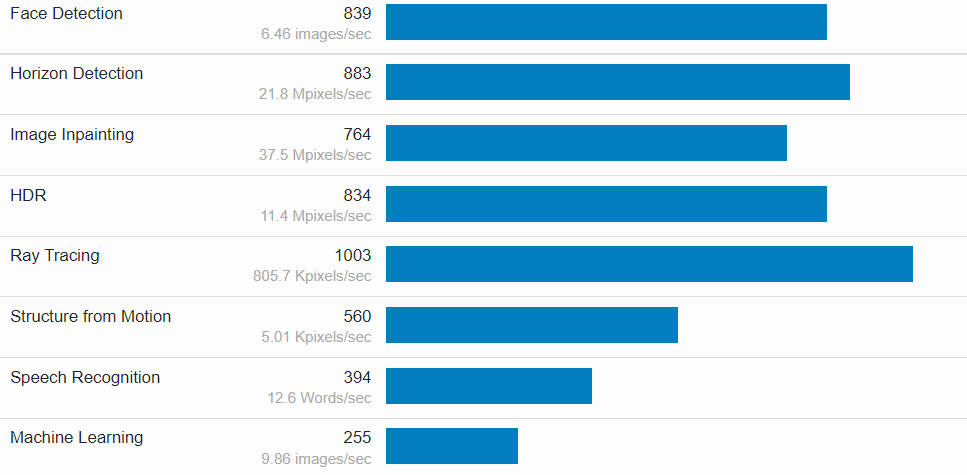 Face Detection 839
6.46 images/sec
Horizon Detection 883
21.8 Mpixels/sec
Image Inpainting 764
37.5 Mpixels/sec
HDR 834
11.4 Mpixels/sec
Ray Tracing 1003
805.7 Kpixels/sec
Structure from Motion 560
5.01 Kpixels/sec
Speech Recognition 394
12.6 Words/sec
Machine Learning 255
9.86 images/sec